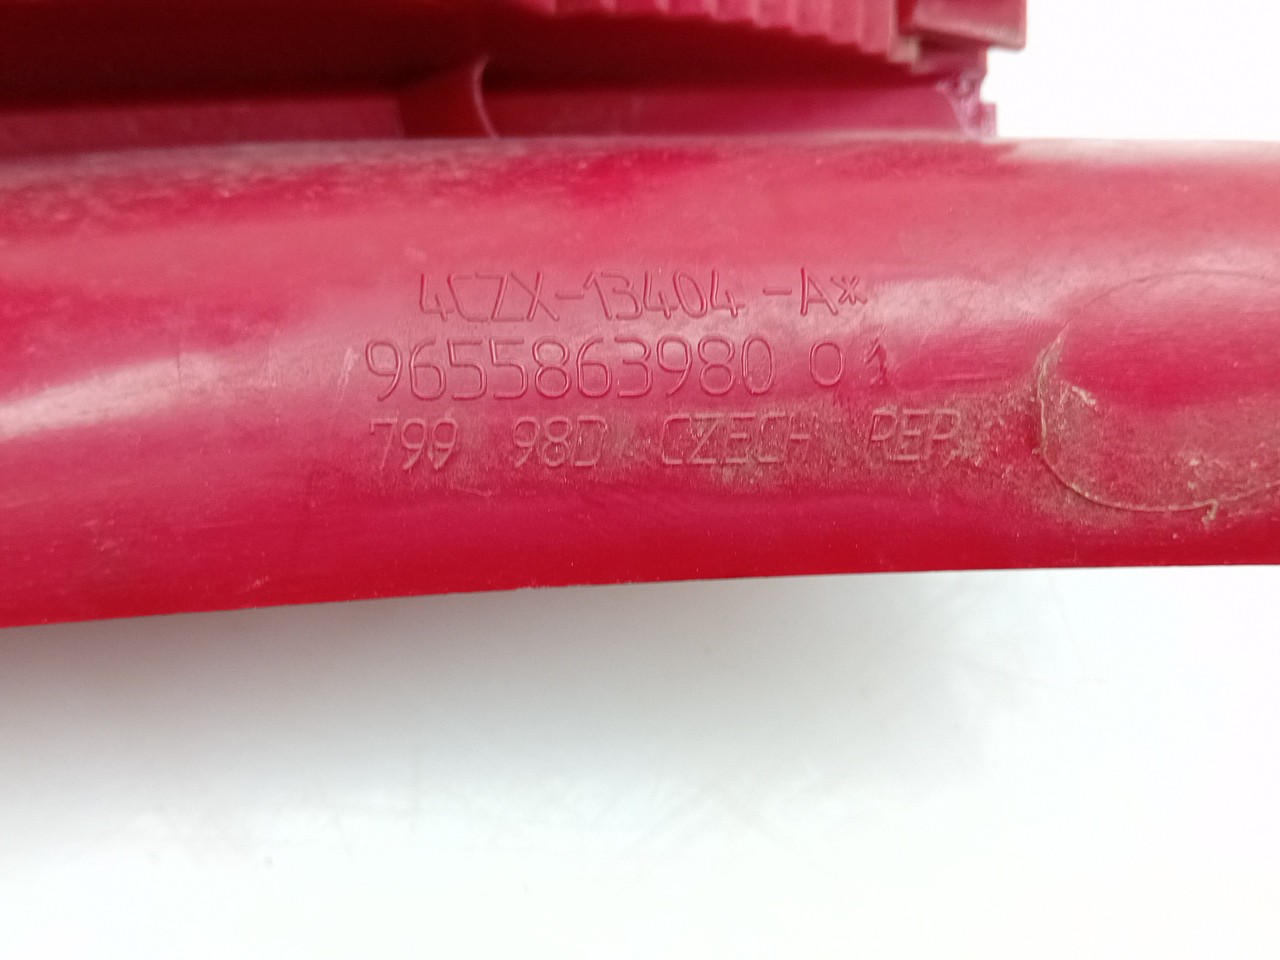 4CZX-13404-A*
9655863980 01
799 98D CZECH REP.